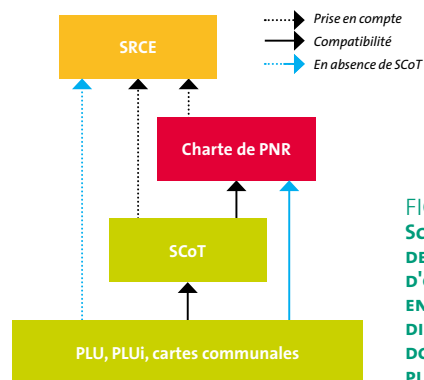 SRCE
Prise en compte
Compatibilité
En absence de SCoT
Charte de PNR
SCoT
PLU, PLUi, cartes communales